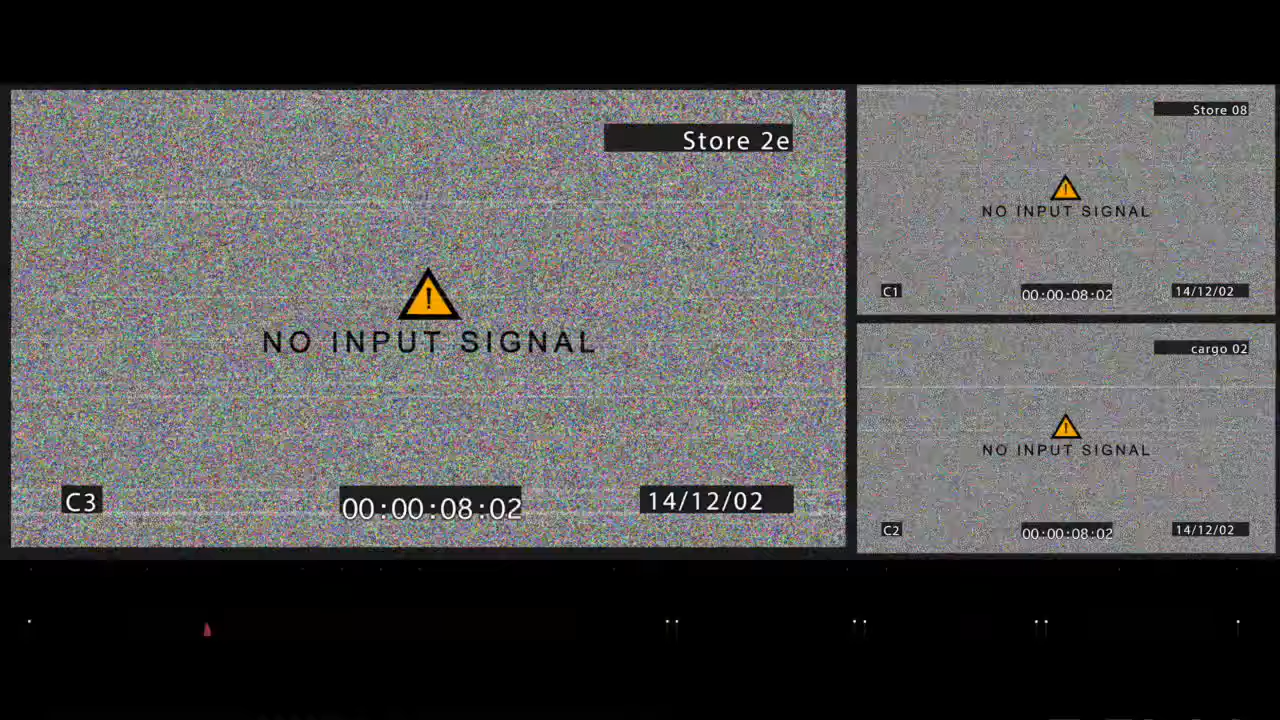 Store 2e
NO INPUT SIGNAL
C3
00:00:08:02
14/12/02
Store 08
NO INPUT SIGNAL
C1
00:00:08:02
14/12/02
cargo 02
NO INPUT SIGNAL
C2
00:00:08:02
14/12/02